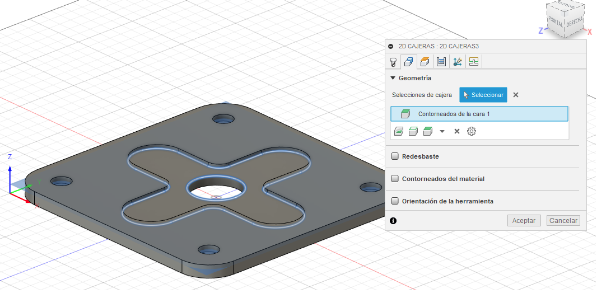 Z
X
2D CAJERAS : 2D CAJERAS3
Geometría
Selecciones de cajera
Seleccionar
Contorneados de la cara 1
Redesbaste
Contorneados del material
Orientación de la herramienta
Aceptar
Cancelar
Z